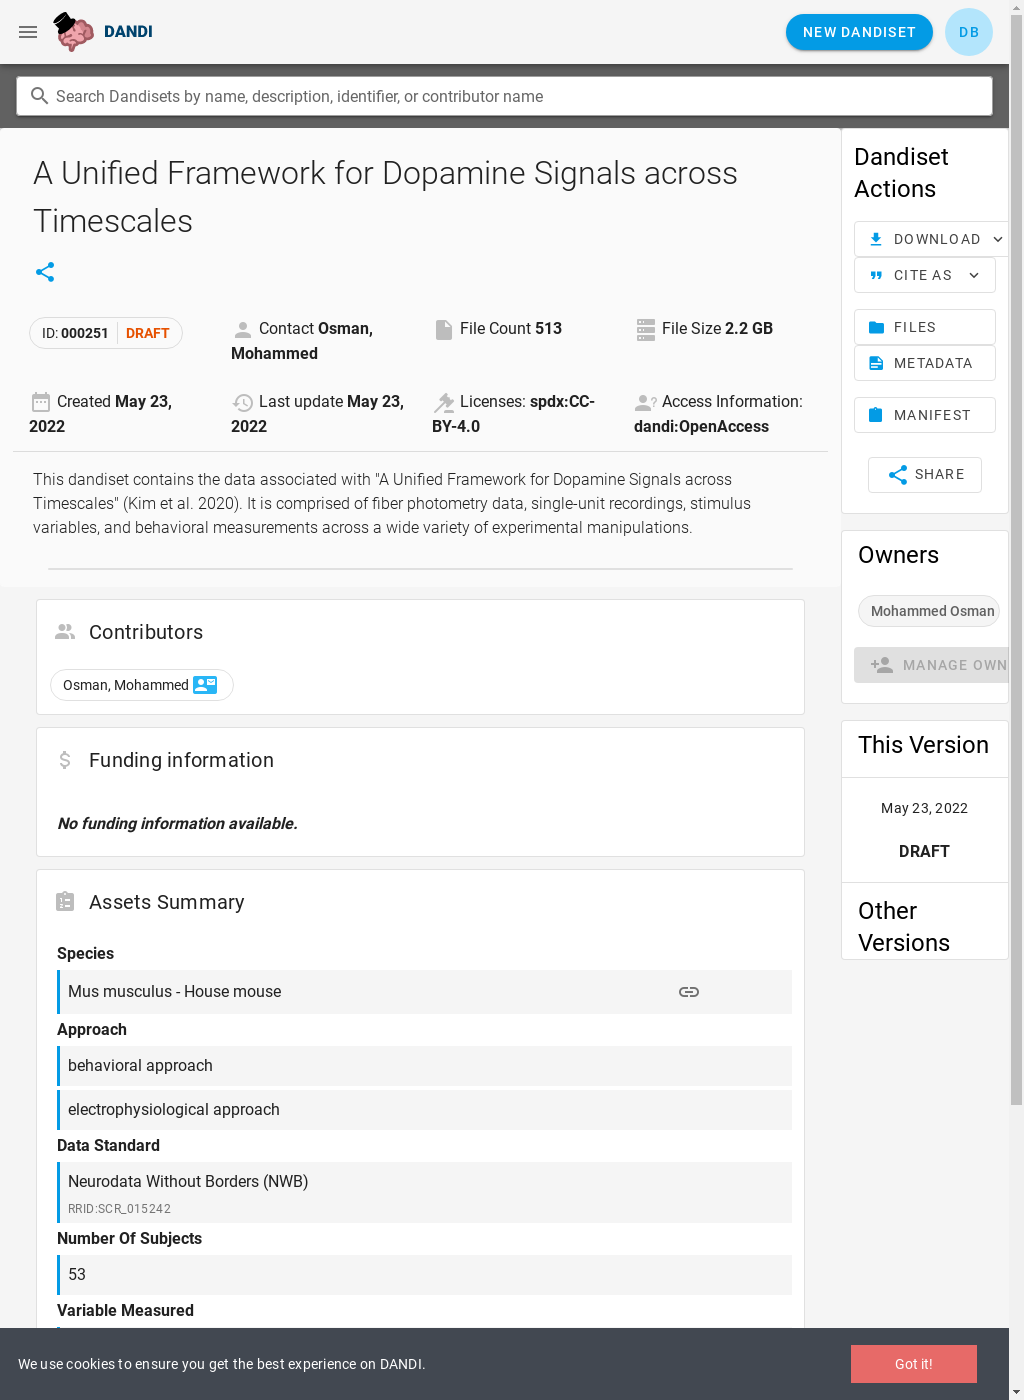 DANDI
NEW DANDISET
DB
Search Dandisets by name, description, identifier, or contributor name
A Unified Framework for Dopamine Signals across
Timescales
ID: 000251 DRAFT
Contact Osman,
Mohammed
File Count 513
File Size 2.2 GB
Created May 23,
2022
Last update May 23,
2022
Licenses: spdx:CC-
BY-4.0
Access Information:
dandi:OpenAccess
This dandiset contains the data associated with "A Unified Framework for Dopamine Signals across
Timescales" (Kim et al. 2020). It is comprised of fiber photometry data, single-unit recordings, stimulus
variables, and behavioral measurements across a wide variety of experimental manipulations.
Contributors
Osman, Mohammed
Funding information
No funding information available.
Assets Summary
Species
Mus musculus - House mouse
Approach
behavioral approach
electrophysiological approach
Data Standard
Neurodata Without Borders (NWB)
RRID:SCR_015242
Number Of Subjects
53
Variable Measured
Dandiset
Actions
DOWNLOAD
CITE AS
FILES
METADATA
MANIFEST
SHARE
Owners
Mohammed Osman
MANAGE OWN
This Version
May 23, 2022
DRAFT
Other
Versions
We use cookies to ensure you get the best experience on DANDI.
Got it!